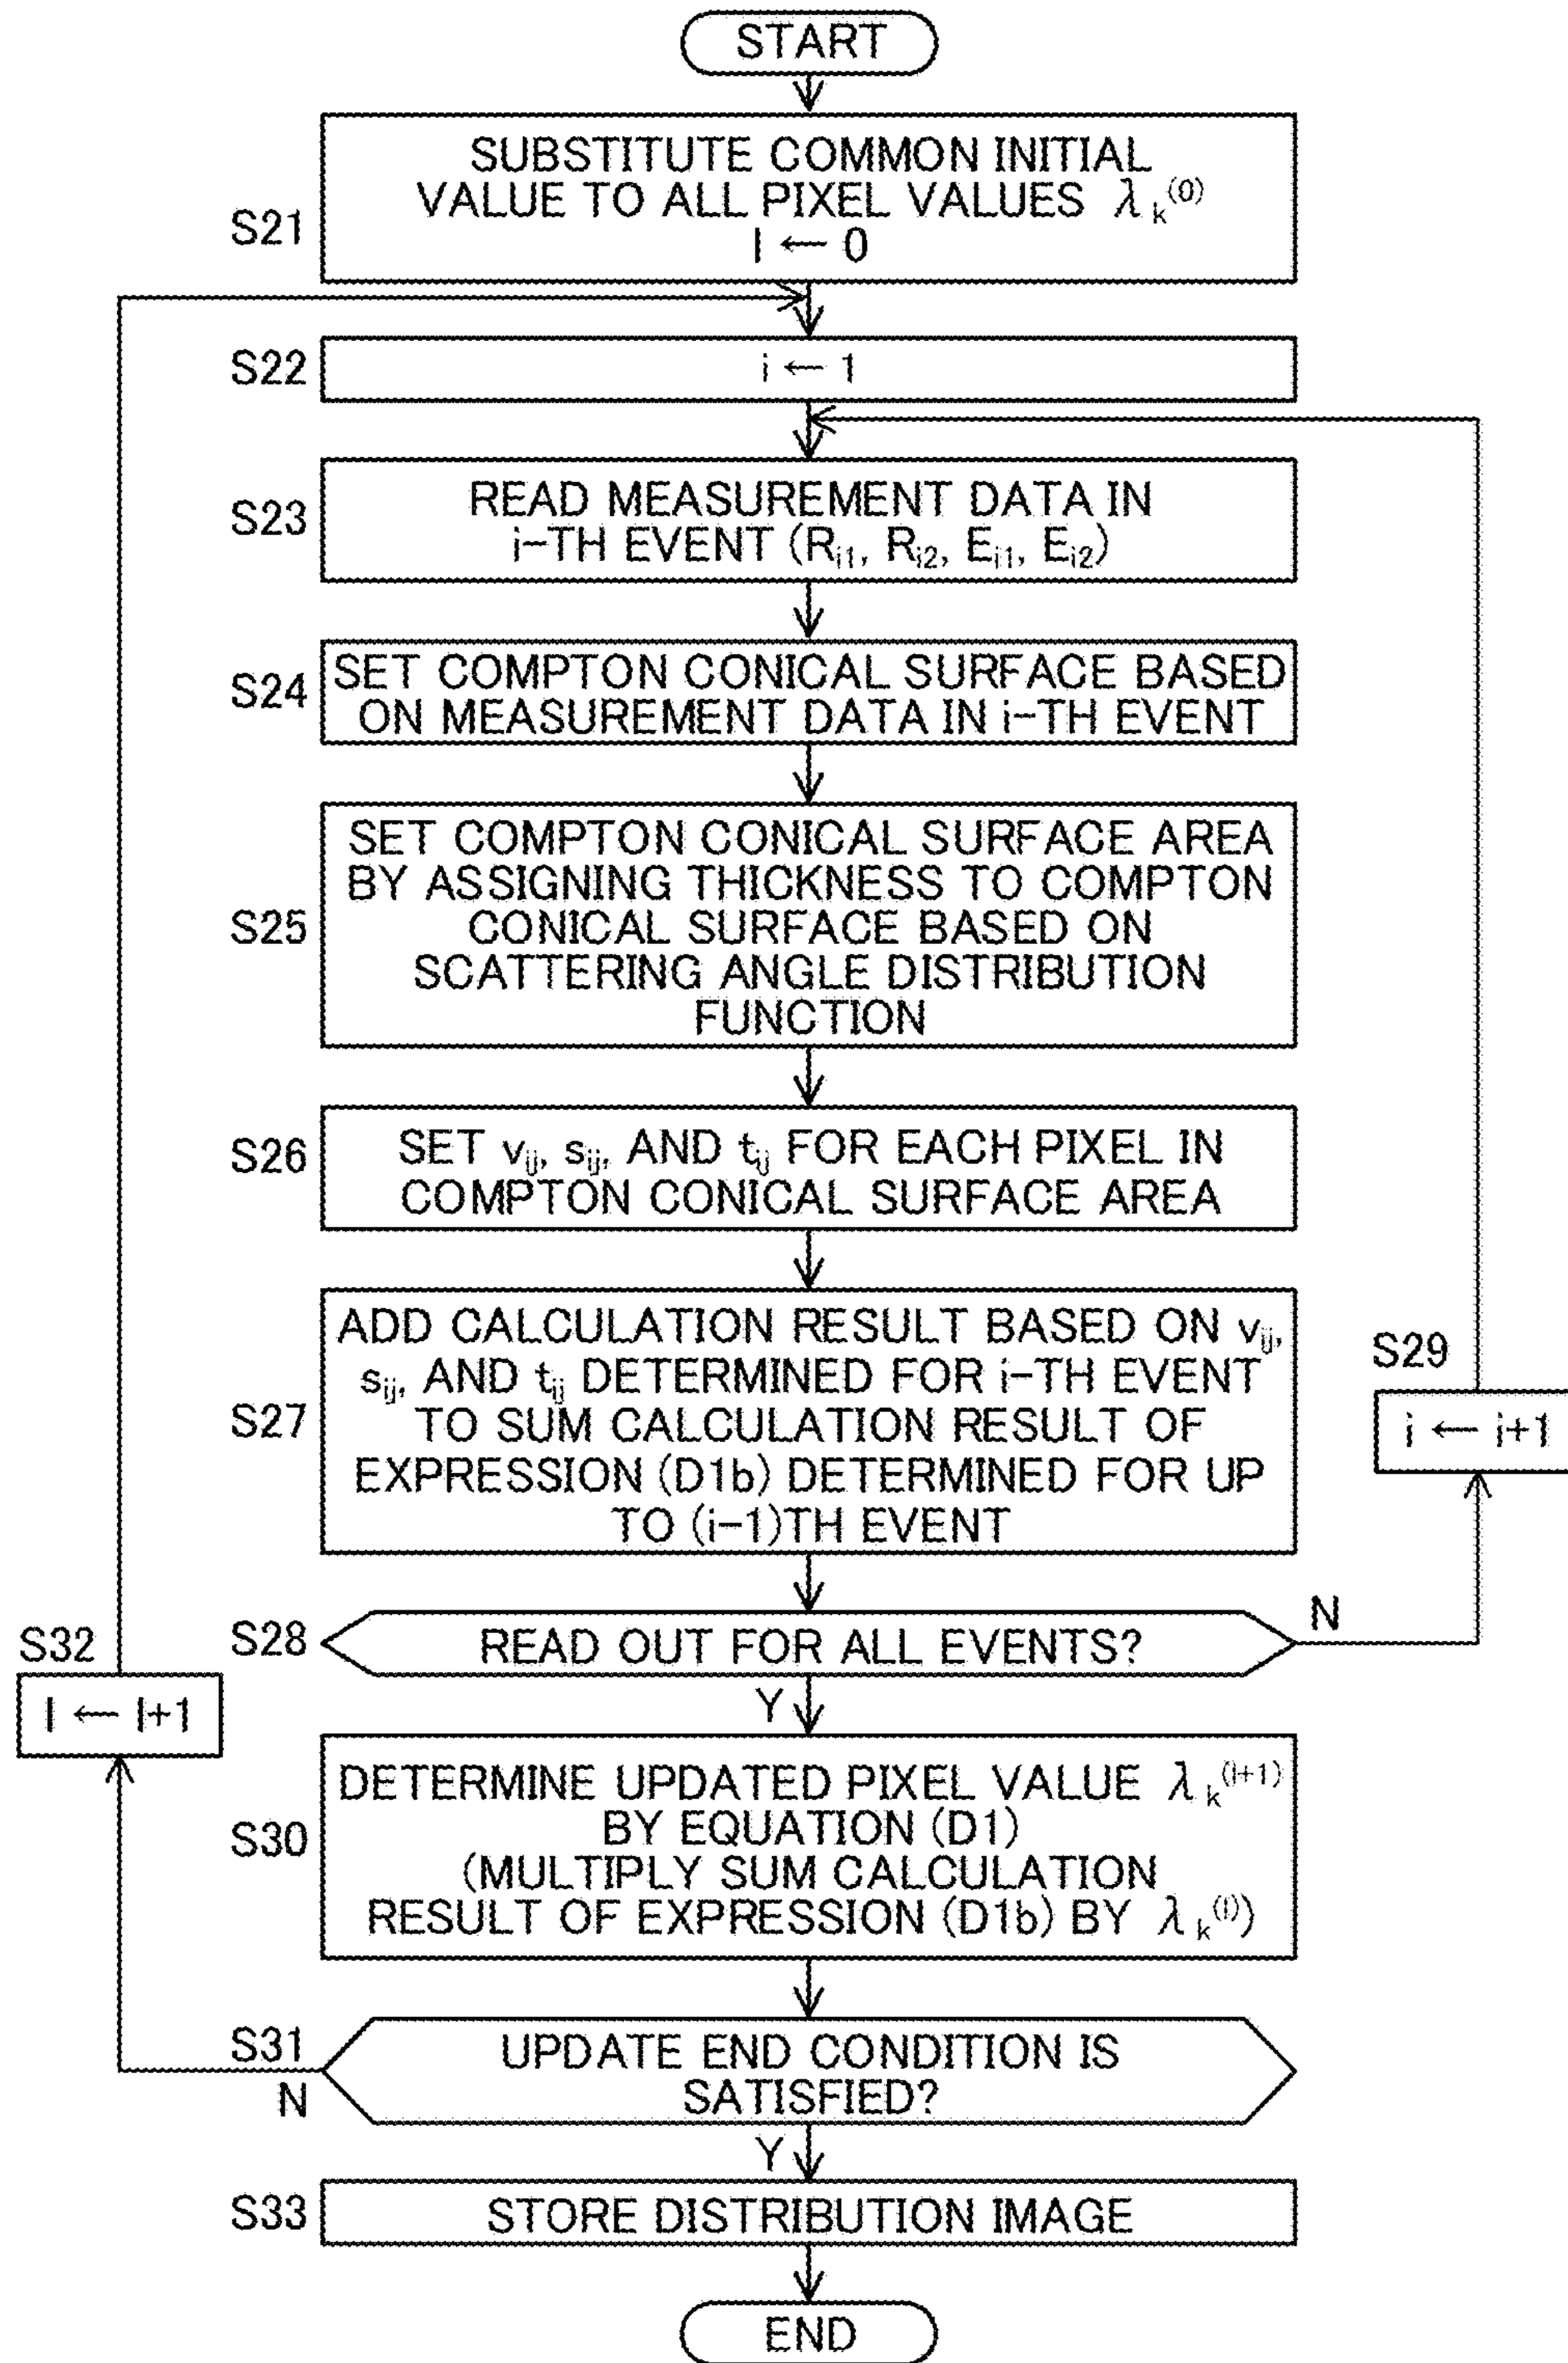 START
S21
SUBSTITUTE COMMON INITIAL
VALUE TO ALL PIXEL VALUES λk(0)
l ← 0
S22
i ← 1
S23
READ MEASUREMENT DATA IN
i-TH EVENT (Ri1, Ri2, Ei1, Ei2)
S24
SET COMPTON CONICAL SURFACE BASED
ON MEASUREMENT DATA IN i-TH EVENT
S25
SET COMPTON CONICAL SURFACE AREA
BY ASSIGNING THICKNESS TO COMPTON
CONICAL SURFACE BASED ON
SCATTERING ANGLE DISTRIBUTION
FUNCTION
S26
SET vij, sij, AND tij FOR EACH PIXEL IN
COMPTON CONICAL SURFACE AREA
S27
ADD CALCULATION RESULT BASED ON vij,
sij, AND tij DETERMINED FOR i-TH EVENT
TO SUM CALCULATION RESULT OF
EXPRESSION (D1b) DETERMINED FOR UP
TO (i-1)TH EVENT
S29
i ← i+1
S28
READ OUT FOR ALL EVENTS?
N
Y
S32
l ← l+1
S30
DETERMINE UPDATED PIXEL VALUE λk(l+1)
BY EQUATION (D1)
(MULTIPLY SUM CALCULATION
RESULT OF EXPRESSION (D1b) BY λk(l))
S31
N
UPDATE END CONDITION IS
SATISFIED?
Y
S33
STORE DISTRIBUTION IMAGE
END